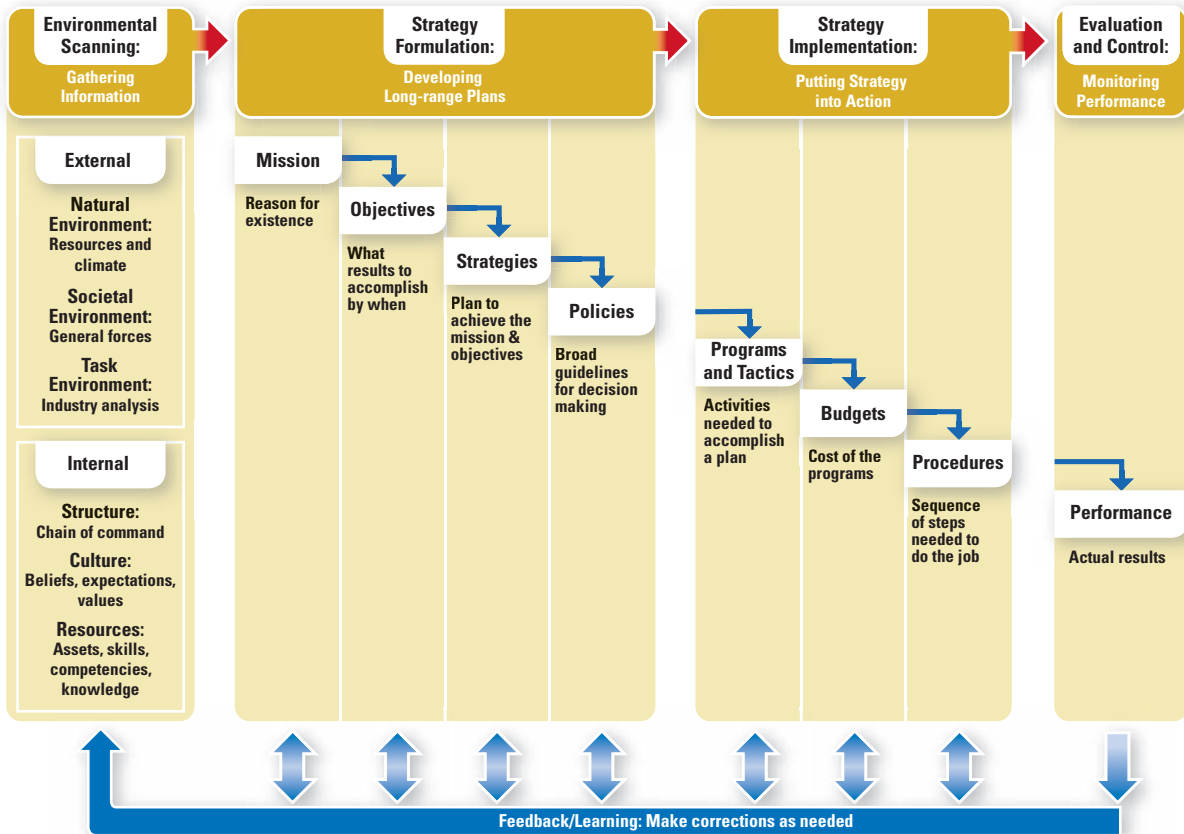 Environmental
Scanning:
Gathering
Information
Strategy
Formulation:
Developing
Long-range Plans
Strategy
Implementation:
Putting Strategy
into Action
Evaluation
and Control:
Monitoring
Performance
External
Natural
Environment:
Resources and
climate
Societal
Environment:
General forces
Task
Environment:
Industry analysis
Internal
Structure:
Chain of command
Culture:
Beliefs, expectations,
values
Resources:
Assets, skills,
competencies,
knowledge
Mission
Reason for
existence
Objectives
What
results to
accomplish
by when
Strategies
Plan to
achieve the
mission &
objectives
Policies
Broad
guidelines
for decision
making
Programs
and Tactics
Activities
needed to
accomplish
a plan
Budgets
Cost of the
programs
Procedures
Sequence
of steps
needed to
do the job
Performance
Actual results
Feedback/Learning: Make corrections as needed